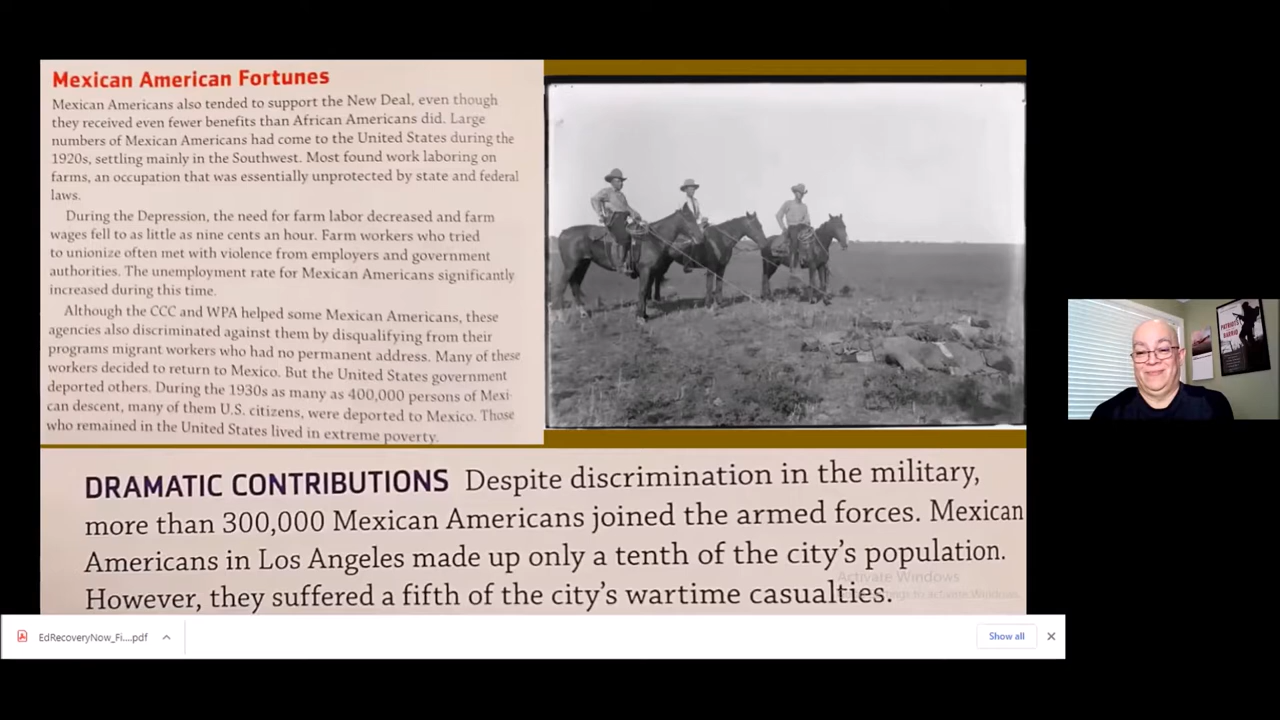 Mexican American Fortunes
Mexican Americans also tended to support the New Deal, even though
they received even fewer benefits than African Americans did. Large
numbers of Mexican Americans had come to the United States during the
1920s, settling mainly in the Southwest. Most found work laboring on
farms, an occupation that was essentially unprotected by state and federal
laws.
During the Depression, the need for farm labor decreased and farm
wages fell to as little as nine cents an hour. Farm workers who tried
to unionize often met with violence from employers and government
authorities. The unemployment rate for Mexican Americans significantly
increased during this time.
Although the CCC and WPA helped some Mexican Americans, these
agencies also discriminated against them by disqualifying from their
programs migrant workers who had no permanent address. Many of these
workers decided to return to Mexico. But the United States government
deported others. During the 1930s as many as 400,000 persons of Mexi-
can descent, many of them U.S. citizens, were deported to Mexico. Those
who remained in the United States lived in extreme poverty.
DRAMATIC CONTRIBUTIONS Despite discrimination in the military,
more than 300,000 Mexican Americans joined the armed forces. Mexican
Americans in Los Angeles made up only a tenth of the city's population.
However, they suffered a fifth of the city's wartime casualties.
Activate Windows
to activate Windows.
EdRecoveryNow_Fi....pdf
Show all
PATRIOTS
BARRIO